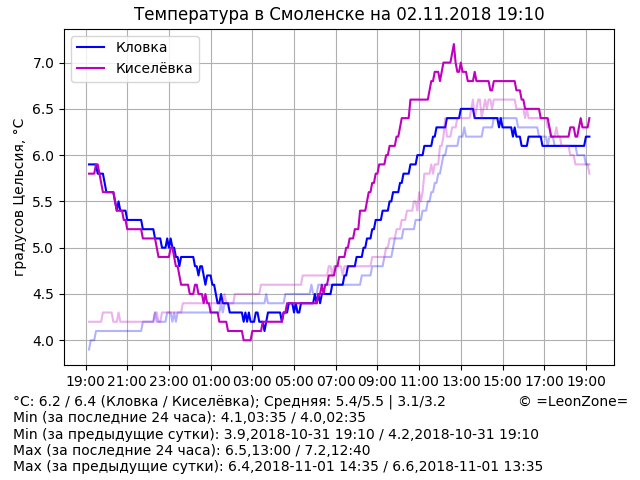 Температура в Смоленске на 02.11.2018 19:10
Кловка
Киселёвка
градусов Цельсия, °C
7.0
6.5
6.0
5.5
5.0
4.5
4.0
19:00 21:00 23:00 01:00 03:00 05:00 07:00 09:00 11:00 13:00 15:00 17:00 19:00
°C: 6.2 / 6.4 (Кловка / Киселёвка); Средняя: 5.4/5.5 | 3.1/3.2 © =LeonZone=
Min (за последние 24 часа): 4.1,03:35 / 4.0,02:35
Min (за предыдущие сутки): 3.9,2018-10-31 19:10 / 4.2,2018-10-31 19:10
Max (за последние 24 часа): 6.5,13:00 / 7.2,12:40
Max (за предыдущие сутки): 6.4,2018-11-01 14:35 / 6.6,2018-11-01 13:35